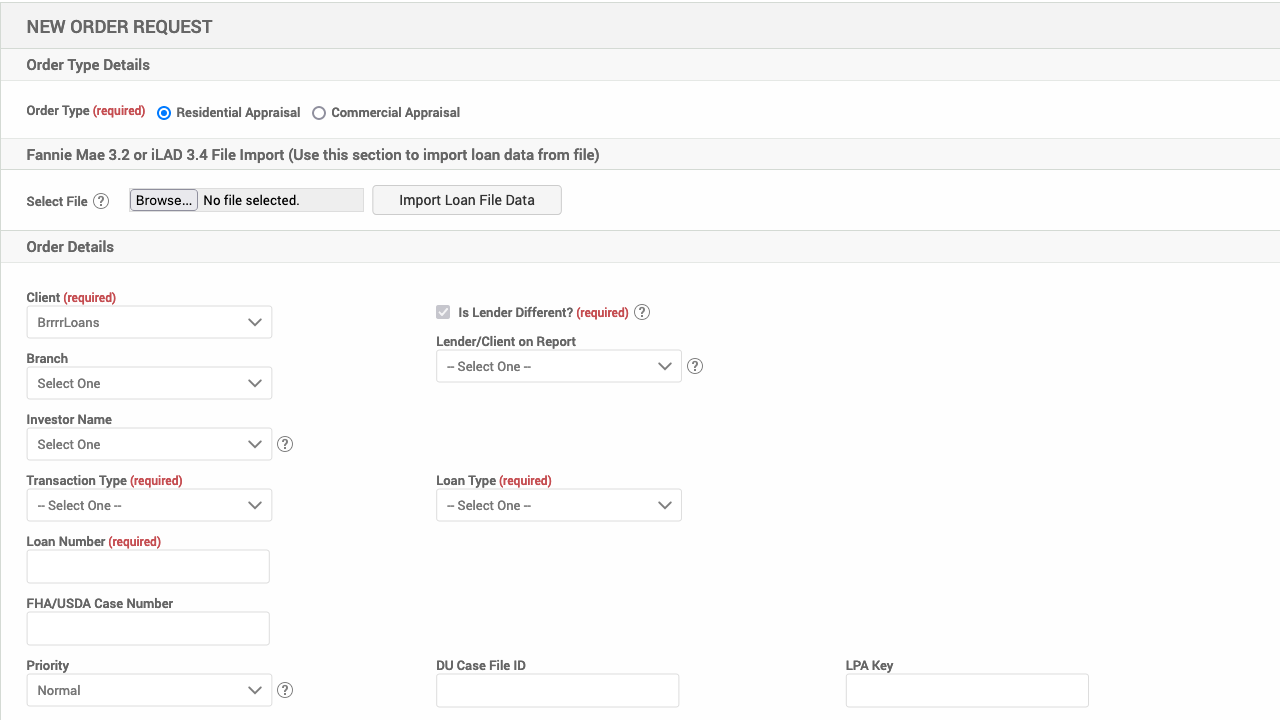 NEW ORDER REQUEST
Order Type Details
Order Type (required) Residential Appraisal Commercial Appraisal
Fannie Mae 3.2 or iLAD 3.4 File Import (Use this section to import loan data from file)
Select File ? Browse... No file selected. Import Loan File Data
Order Details
Client (required)
BrrrrLoans
Is Lender Different? (required) ?
Lender/Client on Report
-- Select One -- ?
Branch
Select One
Investor Name
Select One ?
Transaction Type (required) Loan Type (required)
-- Select One -- -- Select One --
Loan Number (required)
FHA/USDA Case Number
Priority DU Case File ID LPA Key
Normal ?